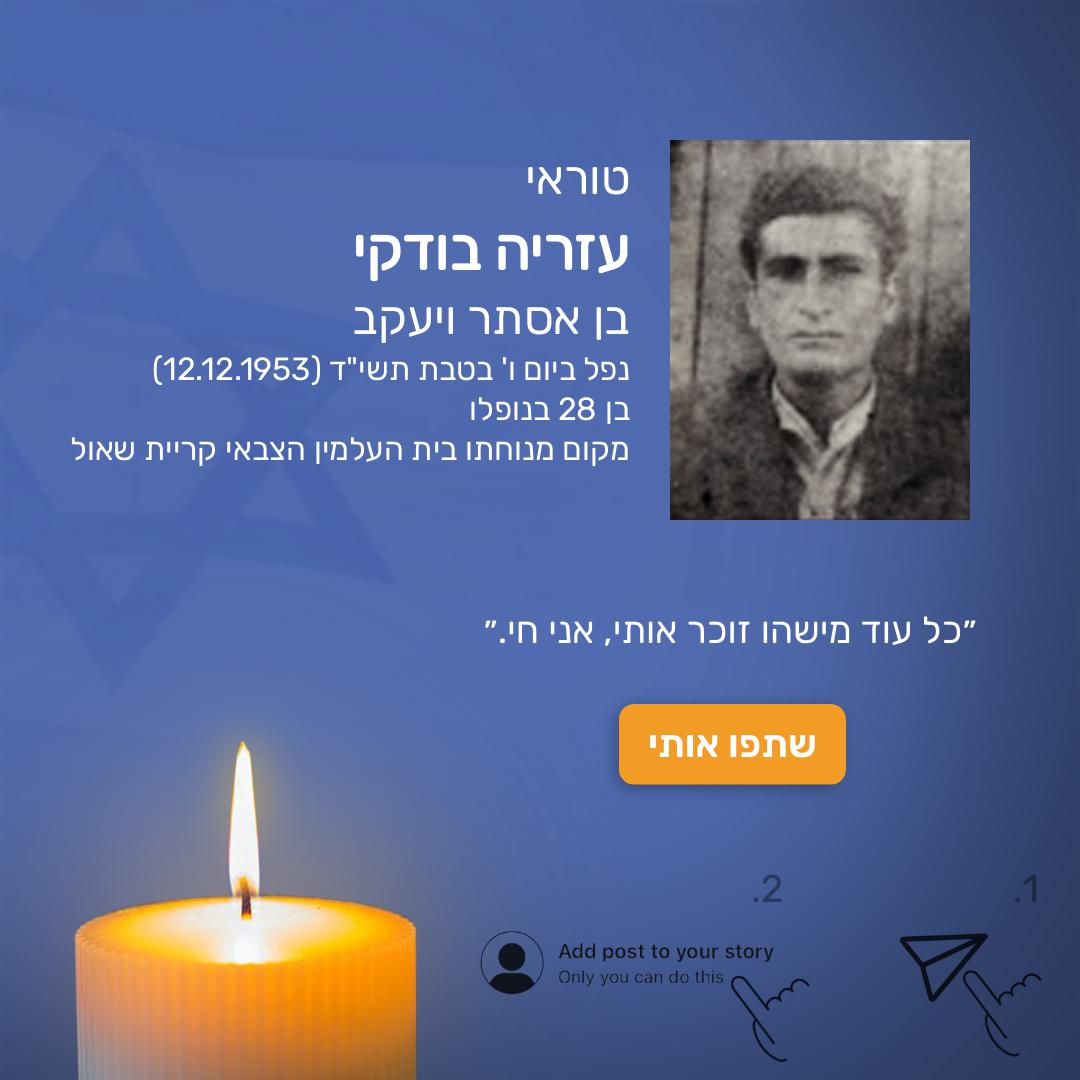 טוראי
עזריה בודקי
בן אסתר ויעקב
נפל ביום ו' בטבת תשי"ד (12.12.1953)
בן 28 בנופלו
מקום מנוחתו בית העלמין הצבאי קריית שאול
״כל עוד מישהו זוכר אותי, אני חי.״
שתפו אותי
.1
.2
Add post to your story
Only you can do this